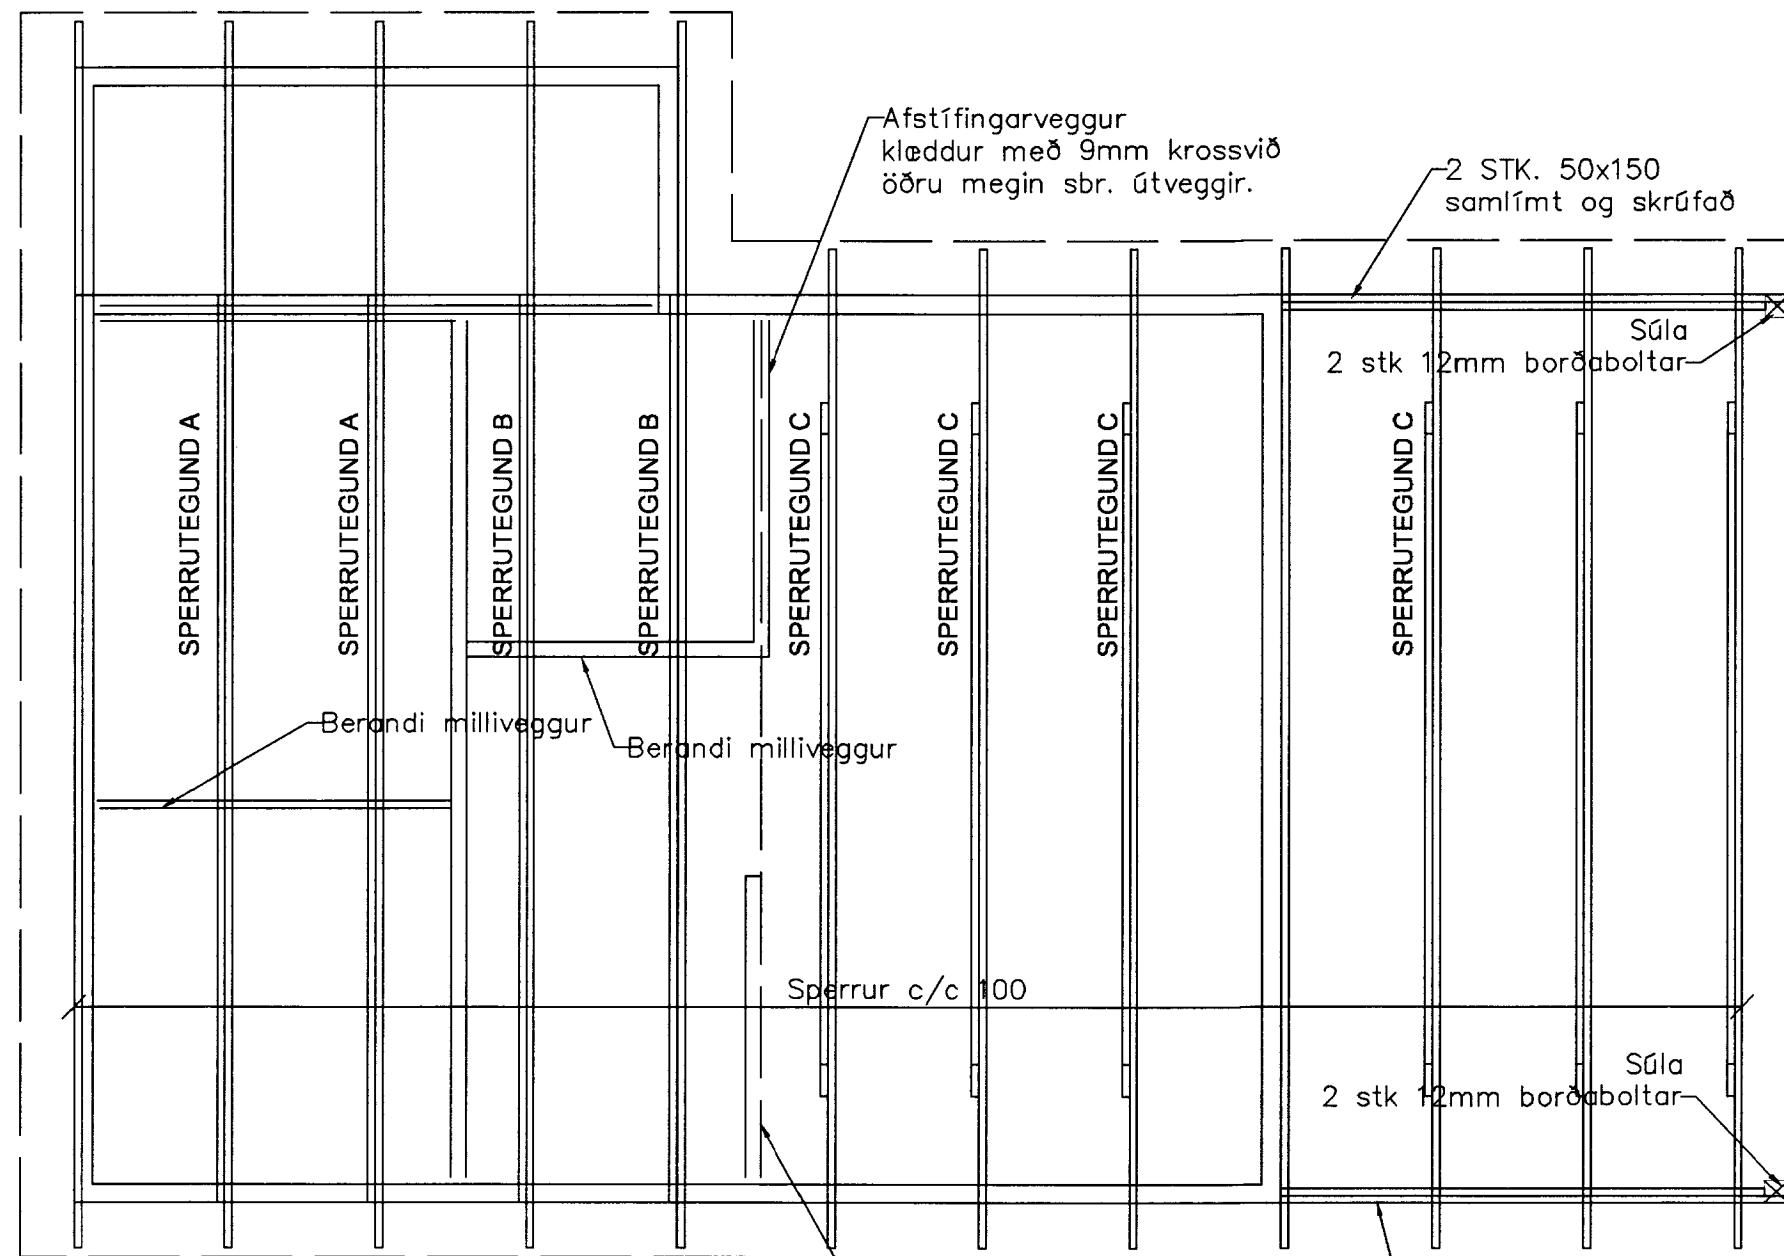 Afstífingarveggur
klæddur með 9mm krossvið
öðru megin sbr. útveggir.
2 STK. 50x150
samlímt og skrúfað
Súla
2 stk 12mm borðaboltar
SPERRUTEGUND A
SPERRUTEGUND A
SPERRUTEGUND B
SPERRUTEGUND B
SPERRUTEGUND C
SPERRUTEGUND C
SPERRUTEGUND C
SPERRUTEGUND C
Berandi milliveggur
Berandi milliveggur
Sperrur c/c 100
Súla
2 stk 12mm borðaboltar